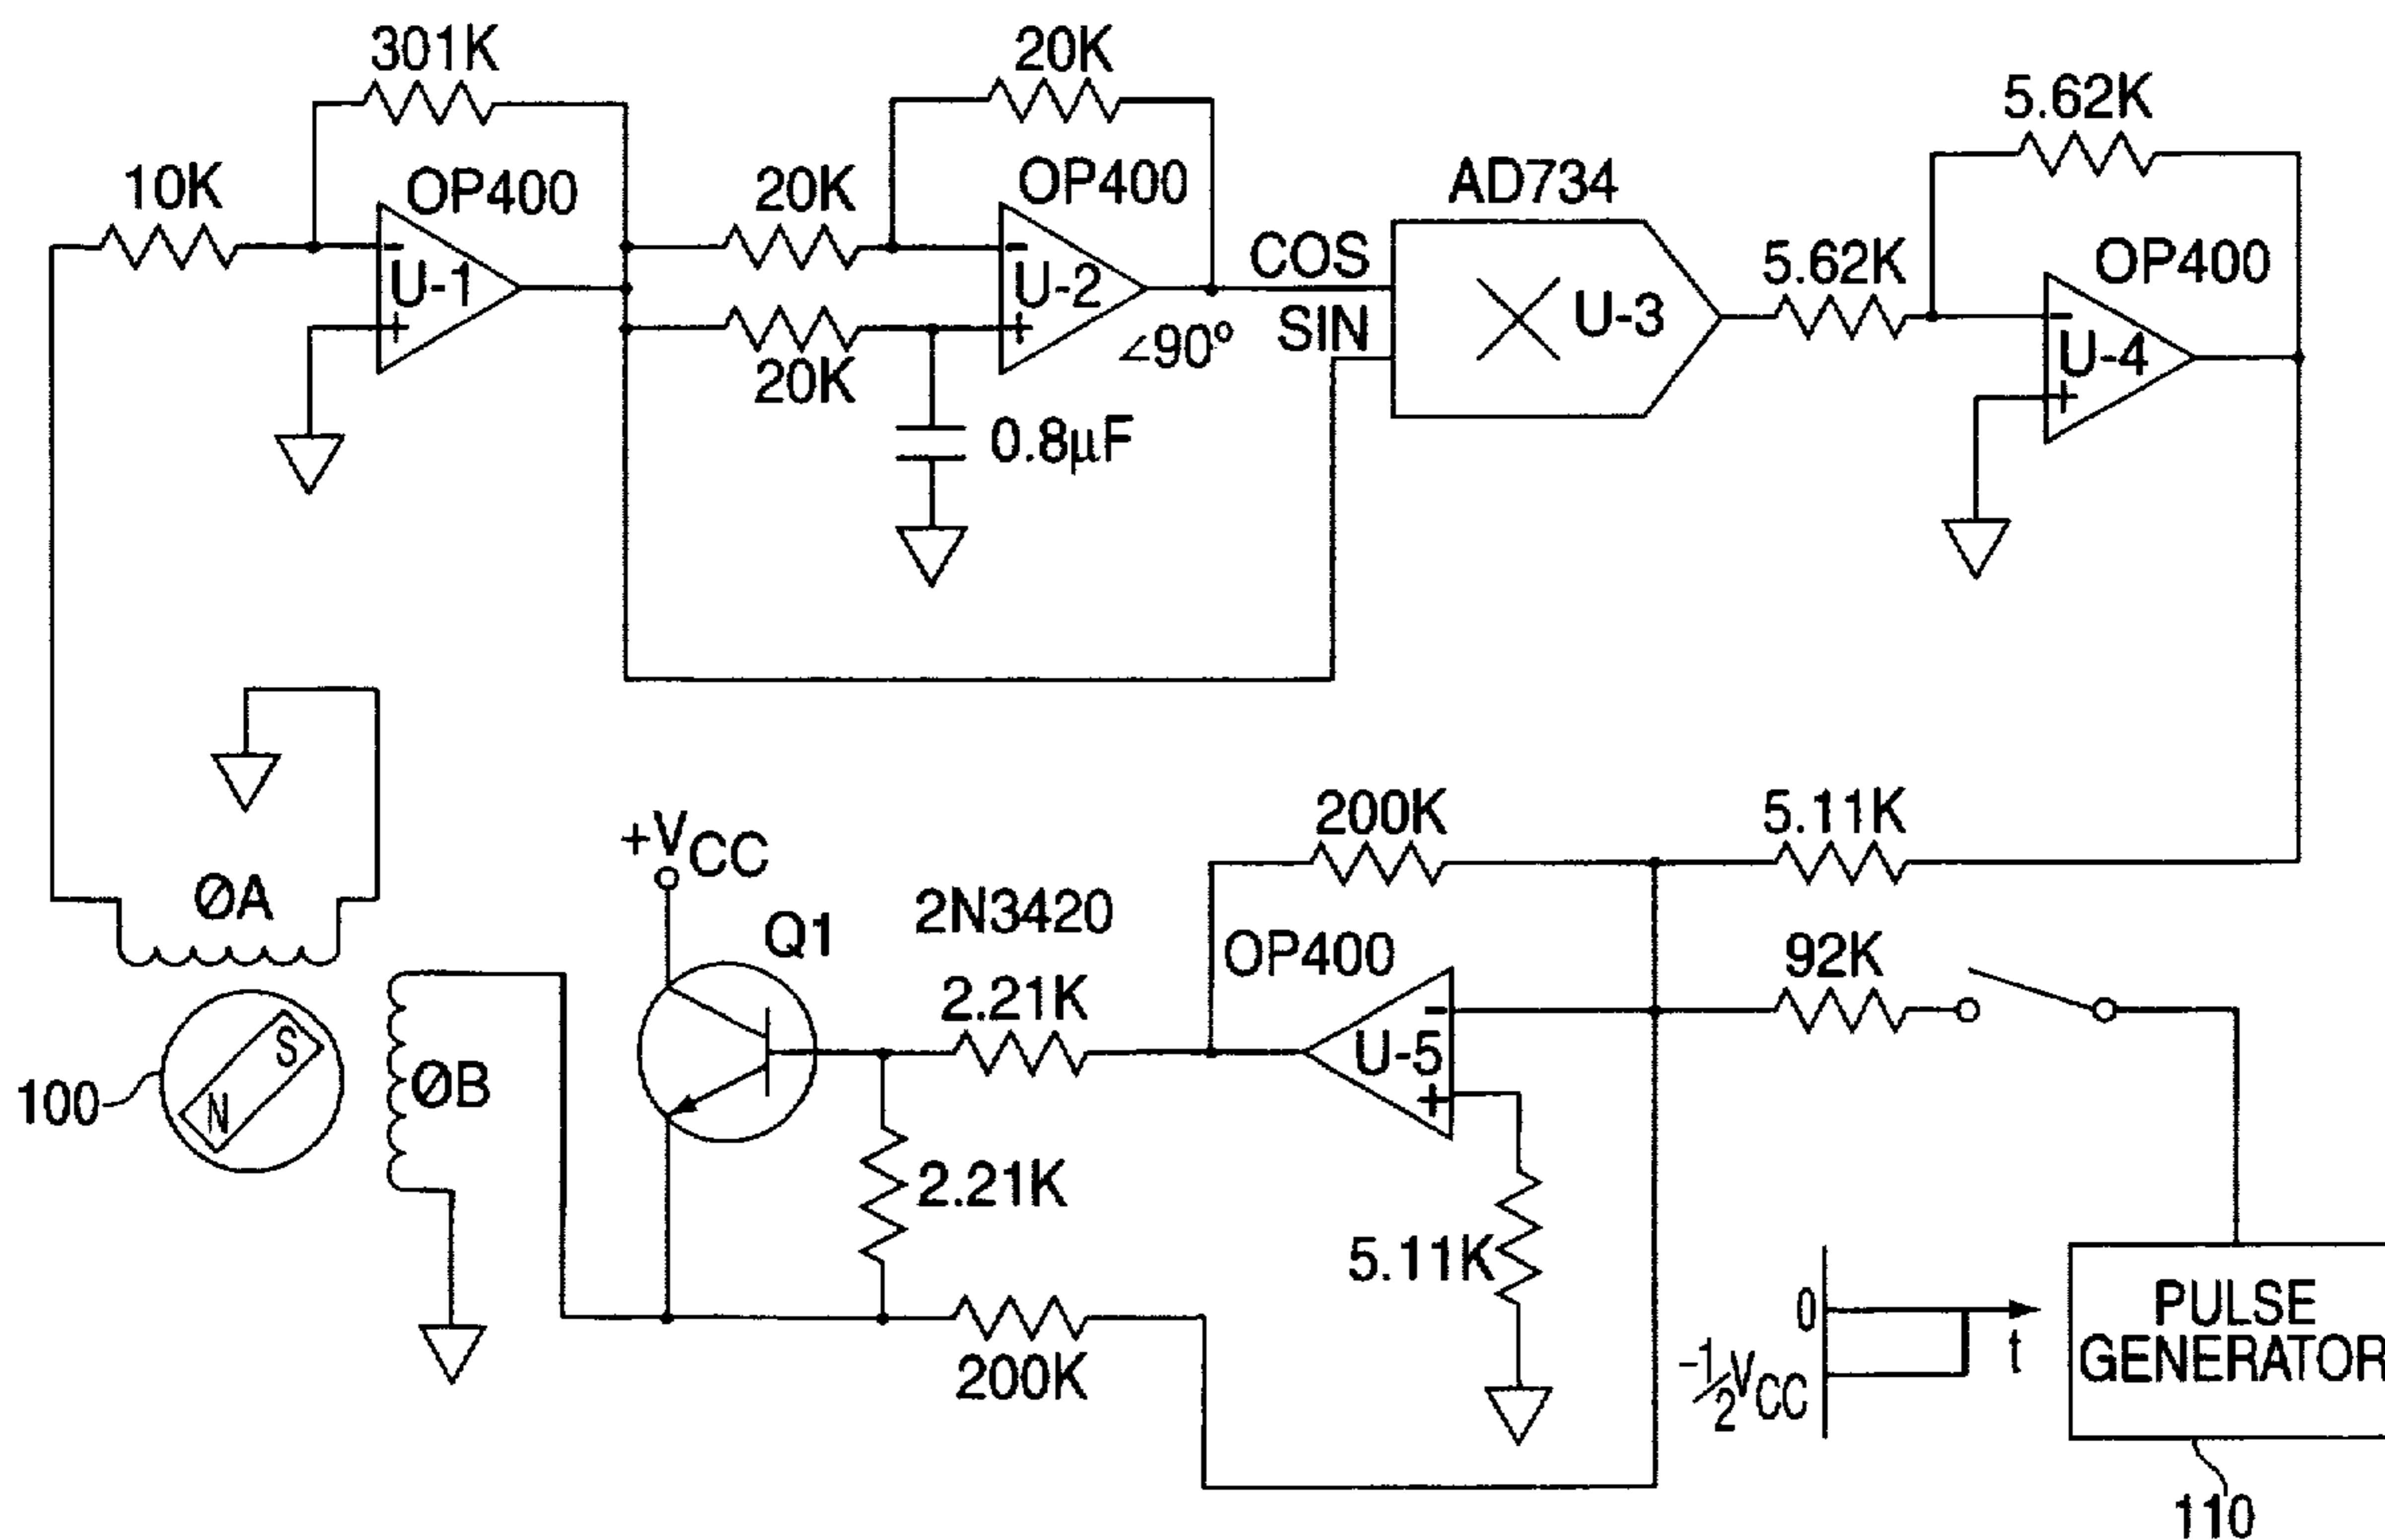 301K
20K
5.62K
10K
OP400
20K
OP400
AD734
5.62K
OP400
-
U-1
+
-
U-2
+
COS
SIN
∠90º
U-3
-
U-4
+
20K
0.8µF
+VCC
200K
5.11K
ØA
Q1
2N3420
OP400
92K
2.21K
-
U-5
+
S
N
100
ØB
2.21K
5.11K
200K
0
t
-1/2VCC
PULSE
GENERATOR
110